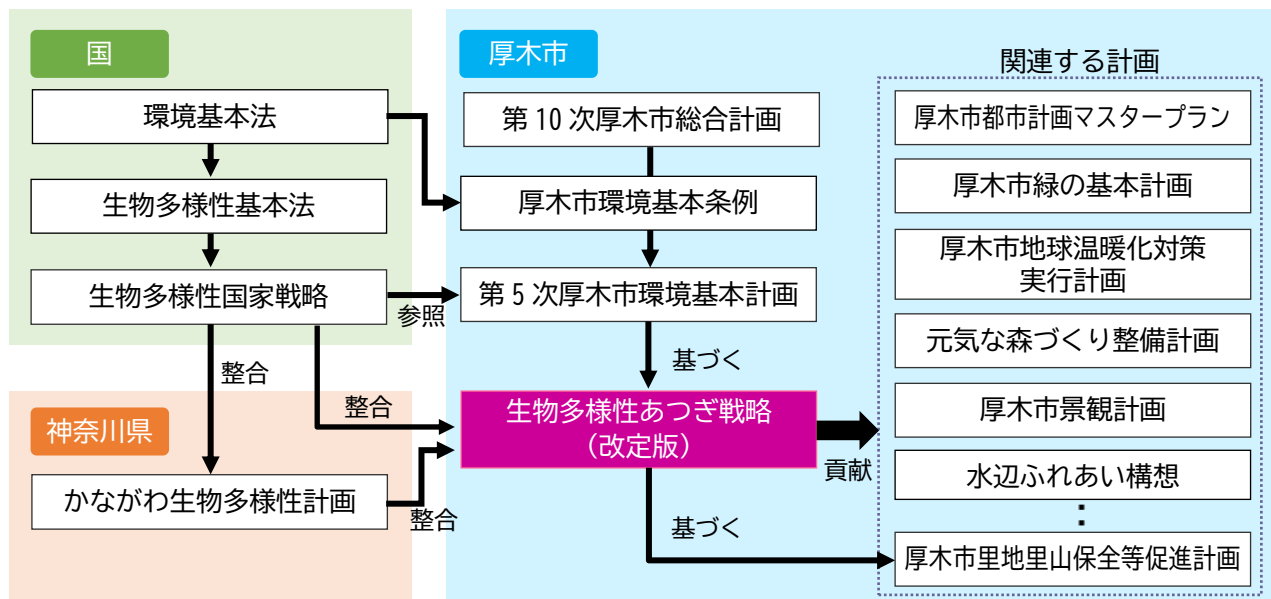 国
環境基本法
生物多様性基本法
生物多様性国家戦略
参照
整合
整合
神奈川県
かながわ生物多様性計画
整合
厚木市
第10次厚木市総合計画
厚木市環境基本条例
第5次厚木市環境基本計画
基づく
生物多様性あつぎ戦略
（改定版）
貢献
基づく
関連する計画
厚木市都市計画マスタープラン
厚木市緑の基本計画
厚木市地球温暖化対策
実行計画
元気な森づくり整備計画
厚木市景観計画
水辺ふれあい構想
：
厚木市里地里山保全等促進計画